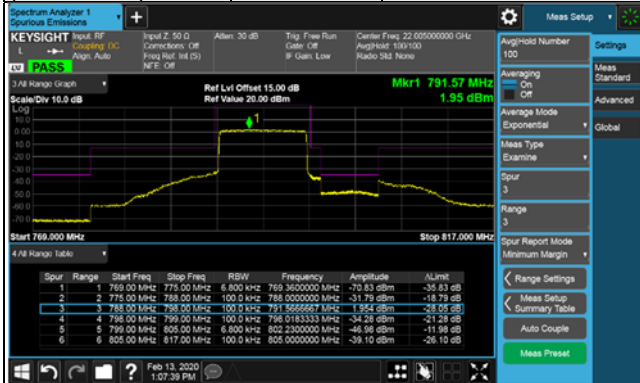 Spectrum Analyzer 1
Spurious Emissions
Meas Setup
KEYSIGHT Input: RF Input Z: 50 Ω Atten: 30 dB Trig: Free Run Center Freq: 22.005000000 GHz
L Coupling: DC Corrections: Off Gate: Off Avg|Hold: 100/100
Align: Auto Freq Ref: Int (S) IF Gain: Low Radio Std: None
NFE: Off
LXI PASS
3 All Range Graph
Ref Lvl Offset 15.00 dB Mkr1 791.57 MHz
Scale/Div 10.0 dB Ref Value 20.00 dBm 1.95 dBm
Log
10.0
0.00
-10.0
-20.0
-30.0
-40.0
-50.0
-60.0
-70.0
1
Start 769.000 MHz Stop 817.000 MHz
4 All Range Table
Spur Range Start Freq Stop Freq RBW Frequency Amplitude ΔLimit
1 1 769.00 MHz 775.00 MHz 6.800 kHz 769.3600000 MHz -70.83 dBm -35.83 dB
2 2 775.00 MHz 788.00 MHz 100.0 kHz 788.0000000 MHz -31.79 dBm -18.79 dB
3 3 788.00 MHz 798.00 MHz 100.0 kHz 791.5666667 MHz 1.954 dBm -28.05 dB
4 4 798.00 MHz 799.00 MHz 100.0 kHz 798.0183333 MHz -34.28 dBm -21.28 dB
5 5 799.00 MHz 805.00 MHz 6.800 kHz 802.2300000 MHz -46.98 dBm -11.98 dB
6 6 805.00 MHz 817.00 MHz 100.0 kHz 805.0000000 MHz -39.10 dBm -26.10 dB
Avg|Hold Number
100
Averaging
On
Off
Average Mode
Exponential
Meas Type
Examine
Spur
3
Range
3
Spur Report Mode
Minimum Margin
Range Settings
Meas Setup
Summary Table
Auto Couple
Meas Preset
Settings
Meas
Standard
Advanced
Global
?
Feb 13, 2020
1:07:39 PM